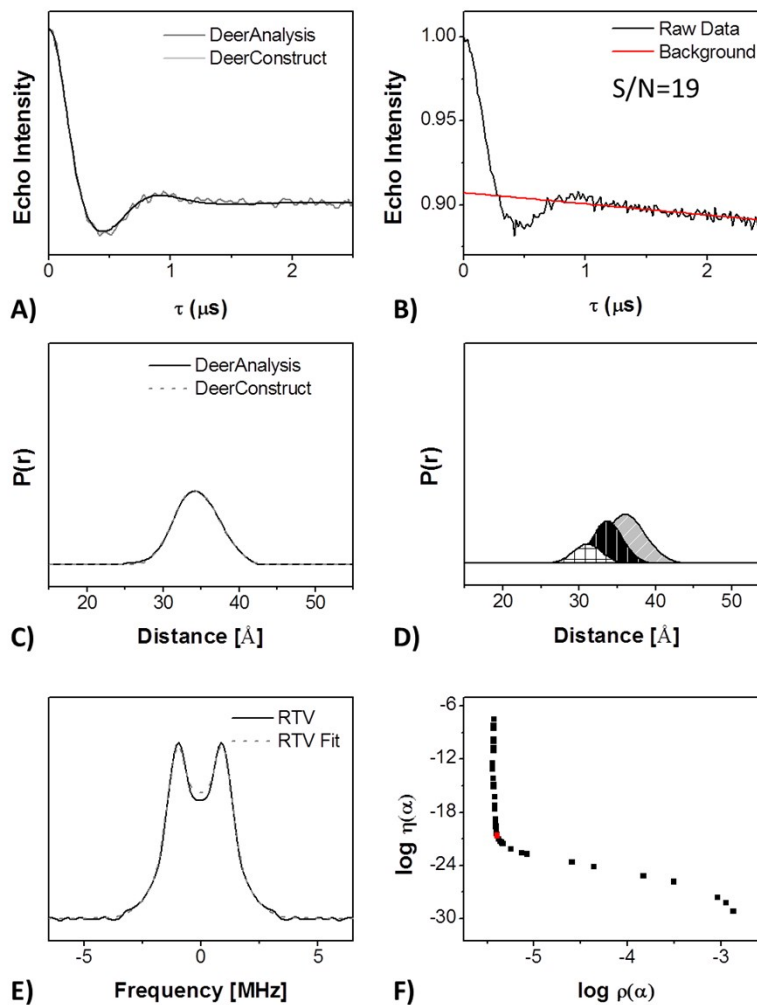 DeerAnalysis
DeerConstruct
Echo Intensity
0
1
2
τ (μs)
A)
Raw Data
Background
S/N=19
1.00
0.95
0.90
Echo Intensity
0
1
2
τ (μs)
B)
DeerAnalysis
DeerConstruct
P(r)
20
30
40
50
Distance [Å]
C)
P(r)
20
30
40
50
Distance [Å]
D)
RTV
RTV Fit
-5
0
5
Frequency [MHz]
E)
-6
-12
-18
-24
-30
log η(α)
-5
-4
-3
log ρ(α)
F)